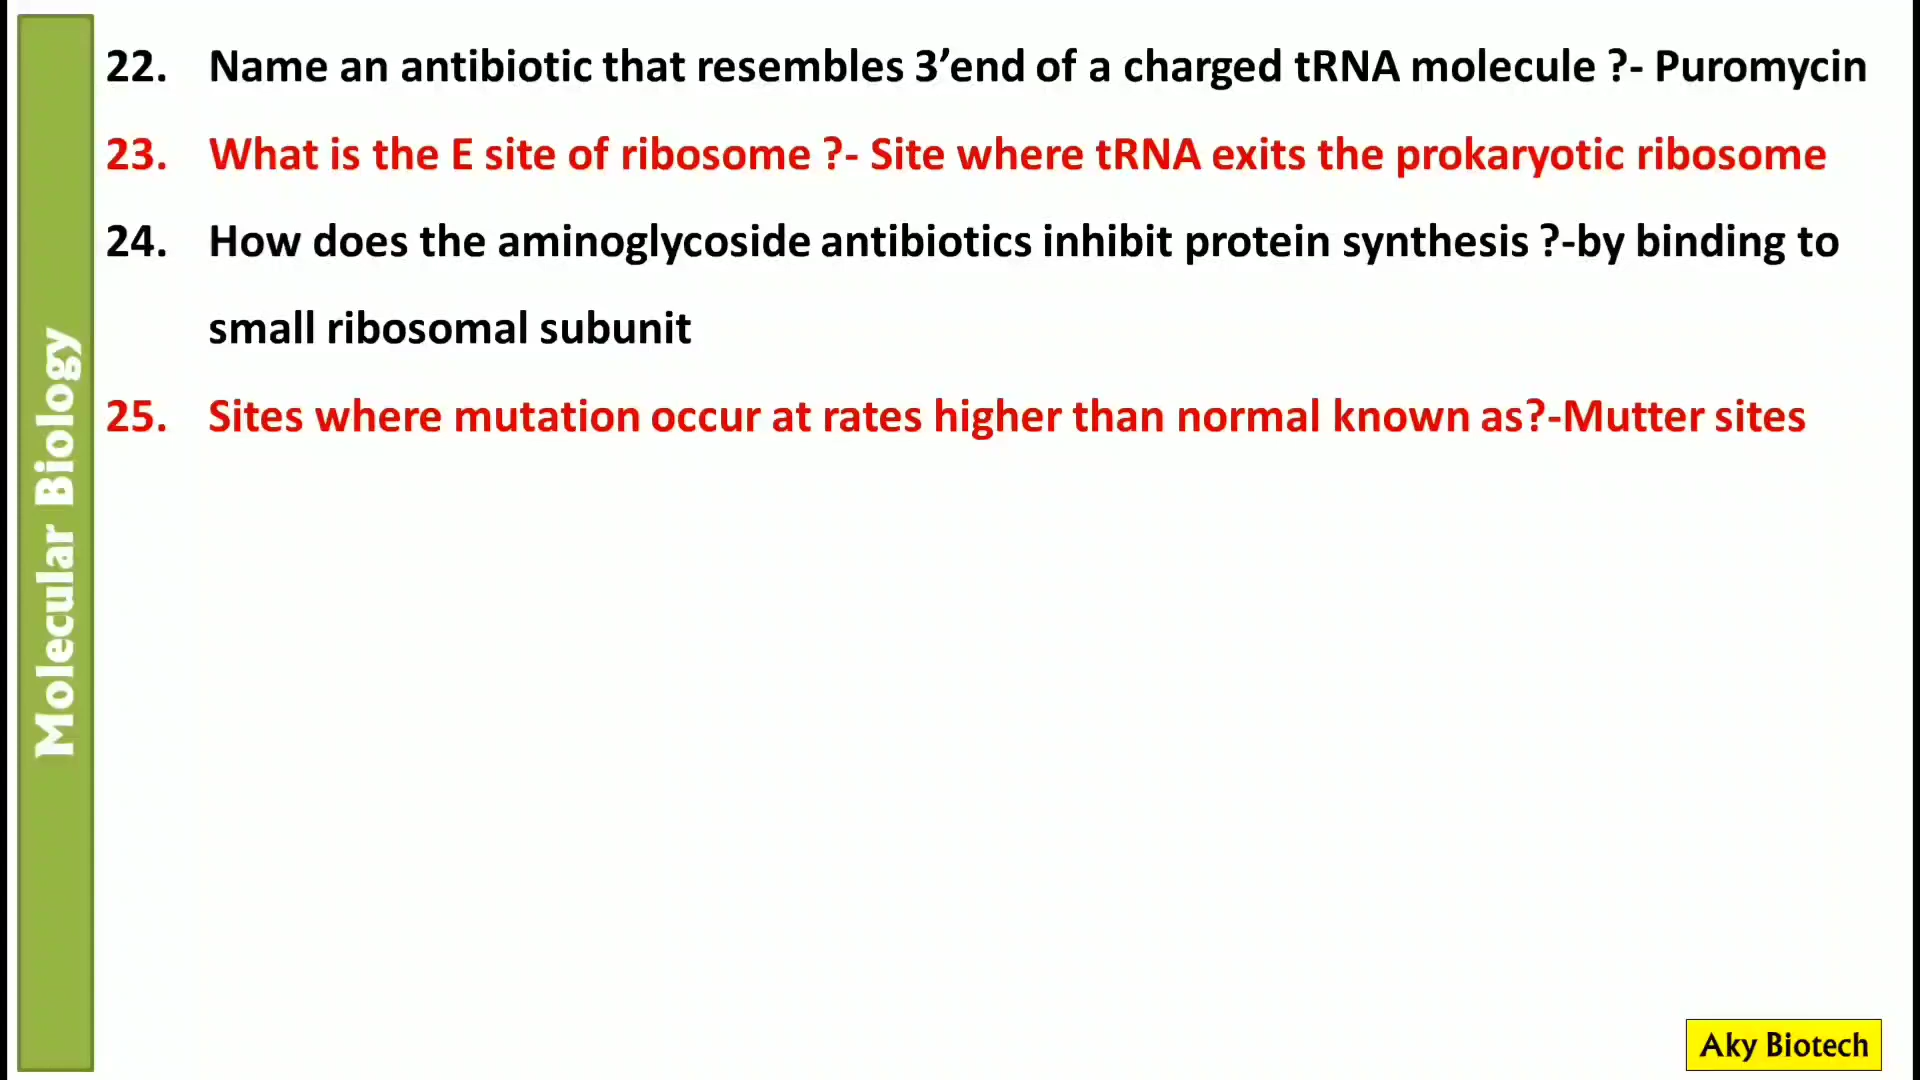 Molecular Biology
22. Name an antibiotic that resembles 3’end of a charged tRNA molecule ?- Puromycin
23. What is the E site of ribosome ?- Site where tRNA exits the prokaryotic ribosome
24. How does the aminoglycoside antibiotics inhibit protein synthesis ?-by binding to
small ribosomal subunit
25. Sites where mutation occur at rates higher than normal known as?-Mutter sites
Aky Biotech